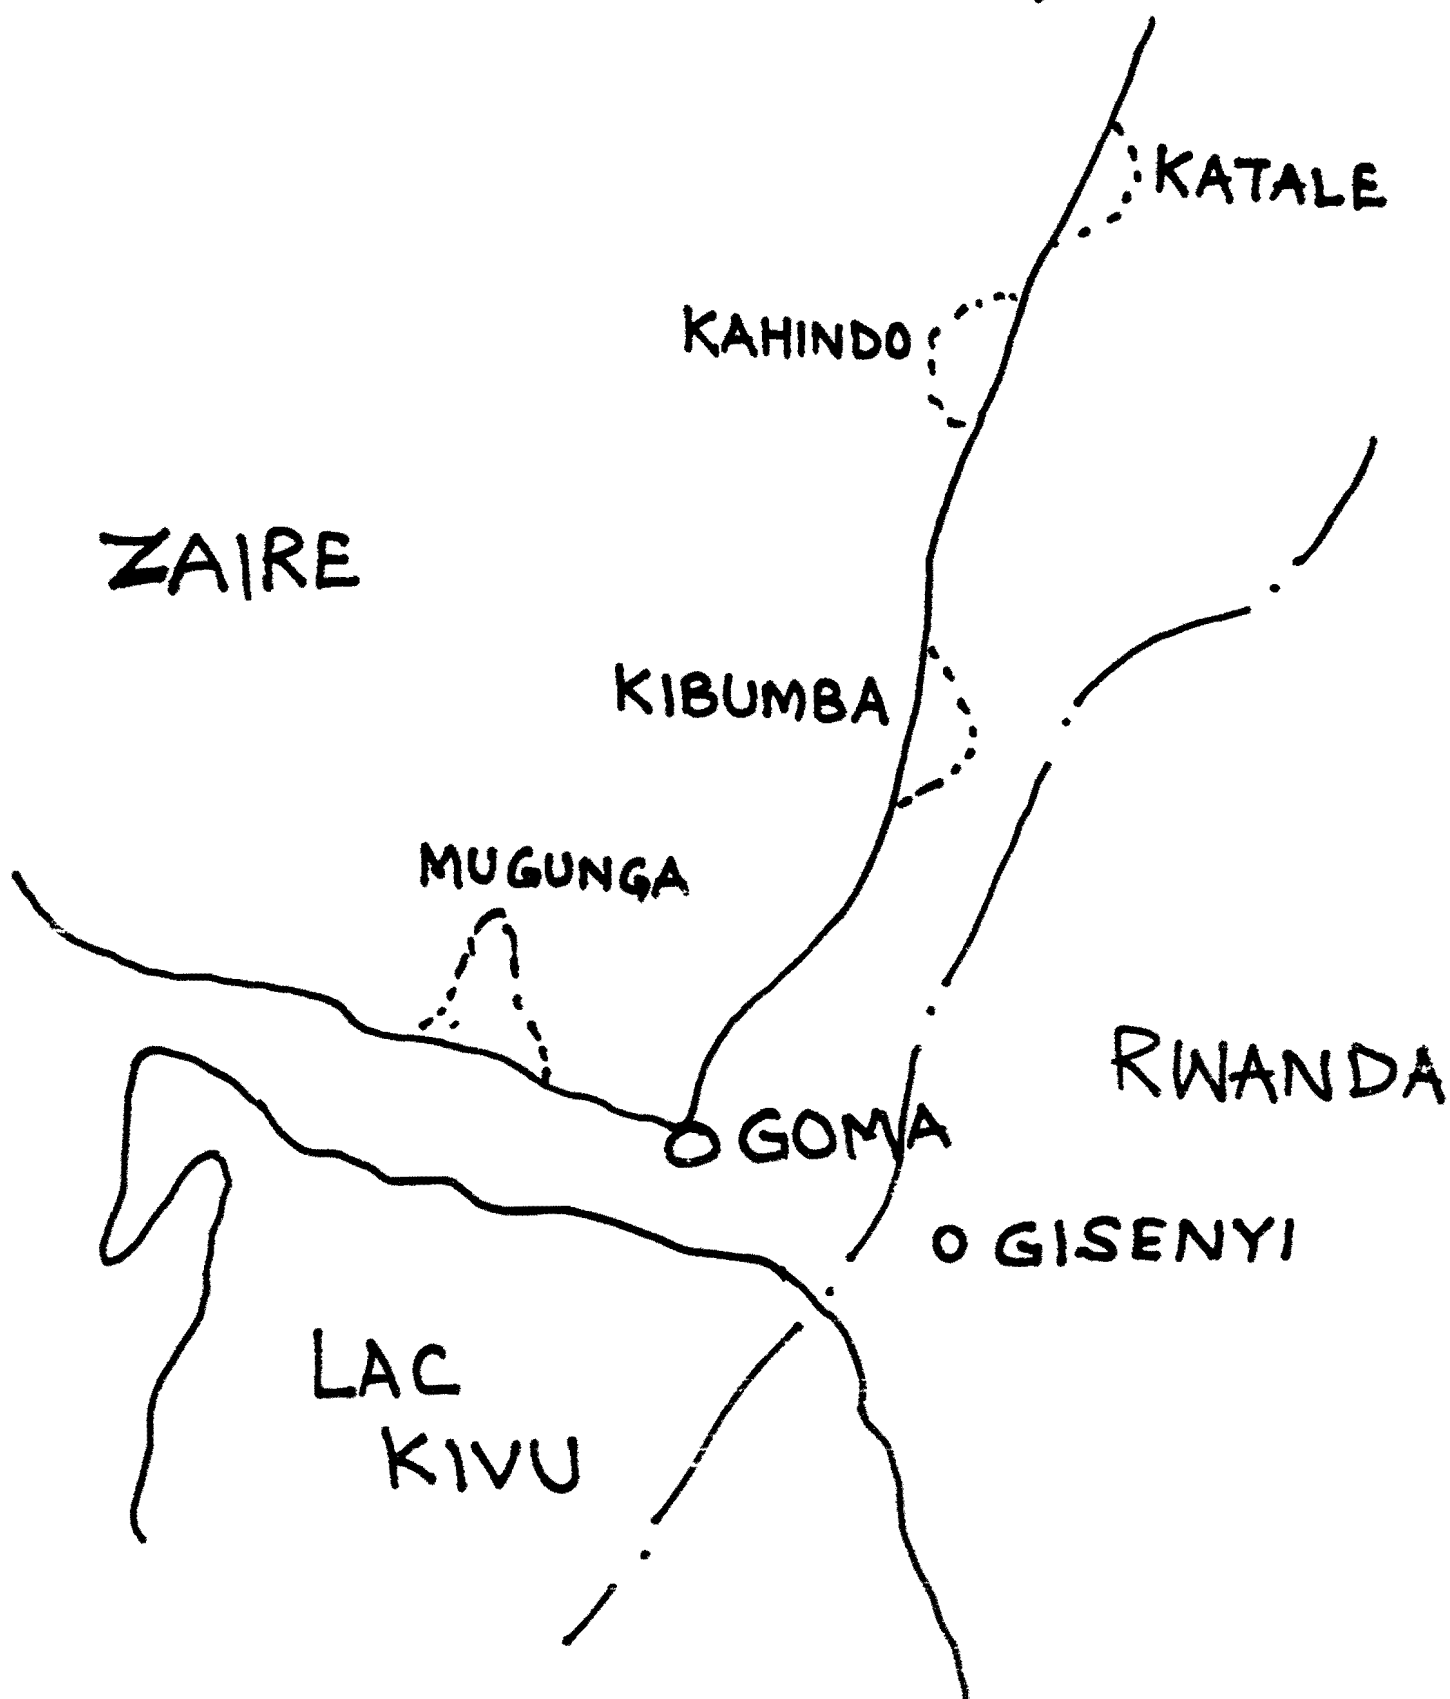 KATALE
KAHINDO
ZAIRE
KIBUMBA
MUGUNGA
RWANDA
GOMA
GISENYI
LAC
KIVU